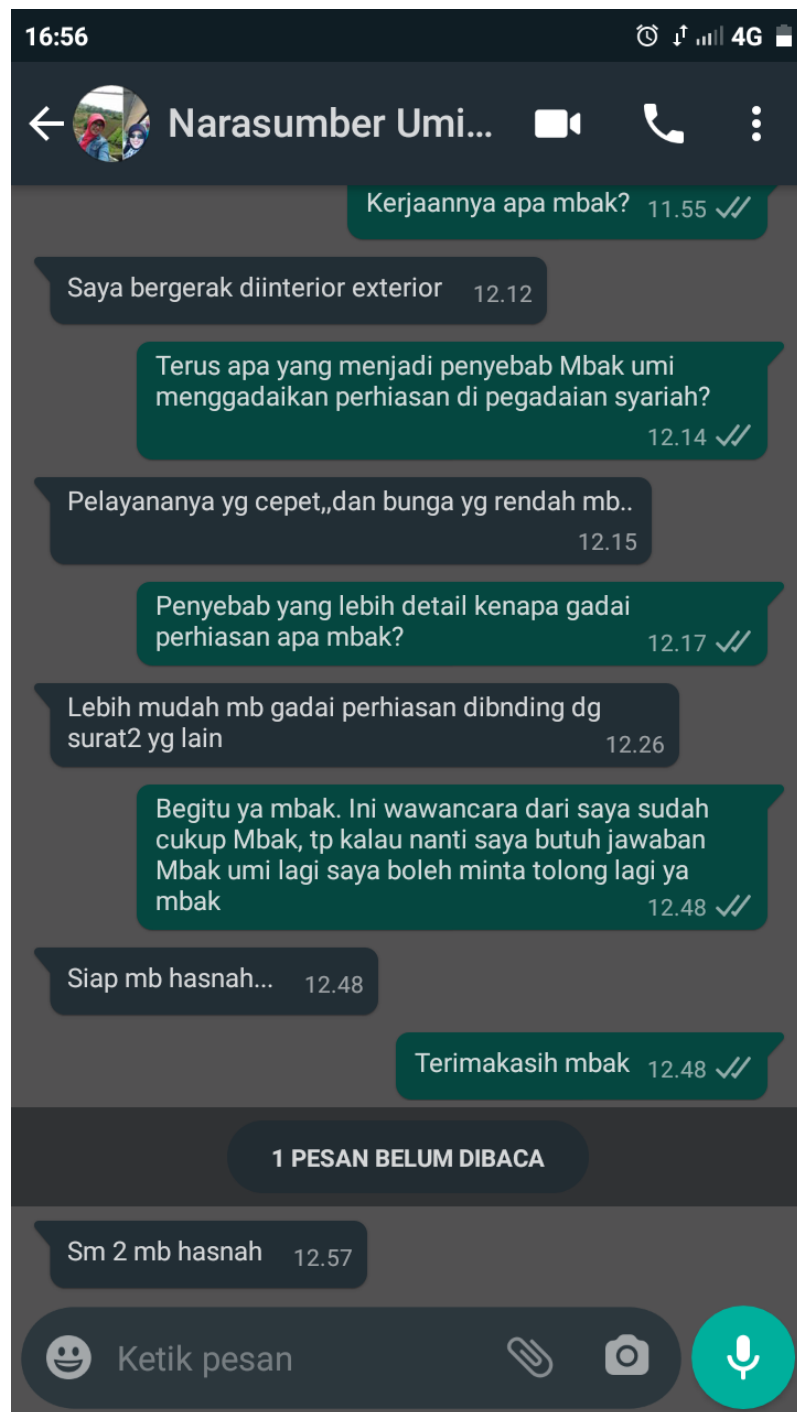 16:56
4G
Narasumber Umi...
Kerjaannya apa mbak? 11.55
Saya bergerak diinterior exterior 12.12
Terus apa yang menjadi penyebab Mbak umi
menggadaikan perhiasan di pegadaian syariah?
12.14
Pelayananya yg cepet,,dan bunga yg rendah mb..
12.15
Penyebab yang lebih detail kenapa gadai
perhiasan apa mbak? 12.17
Lebih mudah mb gadai perhiasan dibnding dg
surat2 yg lain 12.26
Begitu ya mbak. Ini wawancara dari saya sudah
cukup Mbak, tp kalau nanti saya butuh jawaban
Mbak umi lagi saya boleh minta tolong lagi ya
mbak 12.48
Siap mb hasnah... 12.48
Terimakasih mbak 12.48
1 PESAN BELUM DIBACA
Sm 2 mb hasnah 12.57
Ketik pesan